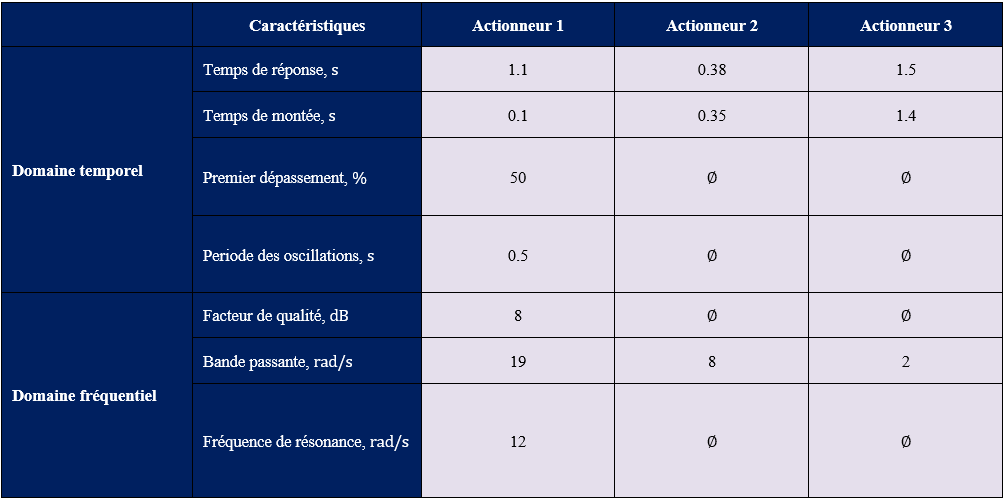 Caractéristiques Actionneur 1 Actionneur 2 Actionneur 3
Temps de réponse, s 1.1 0.38 1.5
Temps de montée, s 0.1 0.35 1.4
Domaine temporel
Premier dépassement, % 50 Ø Ø
Periode des oscillations, s 0.5 Ø Ø
Facteur de qualité, dB 8 Ø Ø
Bande passante, rad/s 19 8 2
Domaine fréquentiel
Fréquence de résonance, rad/s 12 Ø Ø